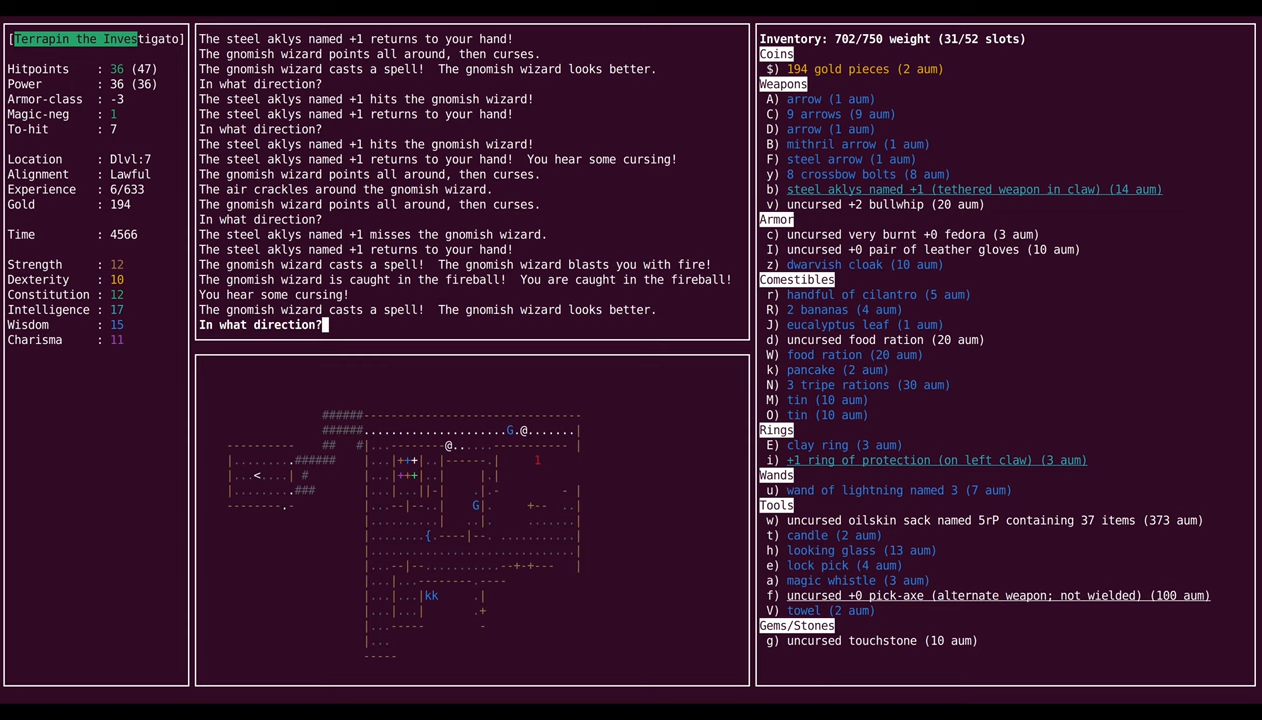 [Terrapin the Investigato]
Hitpoints : 36 (47)
Power : 36 (36)
Armor-class : -3
Magic-neg : 1
To-hit : 7
Location : Dlvl:7
Alignment : Lawful
Experience : 6/633
Gold : 194
Time : 4566
Strength : 12
Dexterity : 10
Constitution : 12
Intelligence : 17
Wisdom : 15
Charisma : 11
The steel aklys named +1 returns to your hand!
The gnomish wizard points all around, then curses.
The gnomish wizard casts a spell!  The gnomish wizard looks better.
In what direction?
The steel aklys named +1 hits the gnomish wizard!
The steel aklys named +1 returns to your hand!
In what direction?
The steel aklys named +1 hits the gnomish wizard!
The steel aklys named +1 returns to your hand!  You hear some cursing!
The gnomish wizard points all around, then curses.
The air crackles around the gnomish wizard.
The gnomish wizard points all around, then curses.
In what direction?
The steel aklys named +1 misses the gnomish wizard.
The steel aklys named +1 returns to your hand!
The gnomish wizard casts a spell!  The gnomish wizard blasts you with fire!
The gnomish wizard is caught in the fireball!  You are caught in the fireball!
You hear some cursing!
The gnomish wizard casts a spell!  The gnomish wizard looks better.
In what direction?
######--------------------------------
######.....................G.@.......|
---------- ## #|...--------@..............------- |
|.........###### |...|+++|..|------.| 1
|...<....| # |...|+++..| |.|
|.........### |...|...||-| .|.- - |
--------.- |...--|--.. G| +-- ..|
|..........| ..|. .......|
|.......{.----|--. ...........|
|..............................|
|...--|--............--+-+--- |
|...|...--------.----
|...|...|kk .|
|...|...| .+
|...----- -
|...
-----
Inventory: 702/750 weight (31/52 slots)
Coins
$) 194 gold pieces (2 aum)
Weapons
A) arrow (1 aum)
C) 9 arrows (9 aum)
D) arrow (1 aum)
B) mithril arrow (1 aum)
F) steel arrow (1 aum)
y) 8 crossbow bolts (8 aum)
b) steel aklys named +1 (tethered weapon in claw) (14 aum)
v) uncursed +2 bullwhip (20 aum)
Armor
c) uncursed very burnt +0 fedora (3 aum)
I) uncursed +0 pair of leather gloves (10 aum)
z) dwarvish cloak (10 aum)
Comestibles
r) handful of cilantro (5 aum)
R) 2 bananas (4 aum)
J) eucalyptus leaf (1 aum)
d) uncursed food ration (20 aum)
W) food ration (20 aum)
k) pancake (2 aum)
N) 3 tripe rations (30 aum)
M) tin (10 aum)
O) tin (10 aum)
Rings
E) clay ring (3 aum)
i) +1 ring of protection (on left claw) (3 aum)
Wands
u) wand of lightning named 3 (7 aum)
Tools
w) uncursed oilskin sack named 5rP containing 37 items (373 aum)
t) candle (2 aum)
h) looking glass (13 aum)
e) lock pick (4 aum)
a) magic whistle (3 aum)
f) uncursed +0 pick-axe (alternate weapon; not wielded) (100 aum)
V) towel (2 aum)
Gems/Stones
g) uncursed touchstone (10 aum)